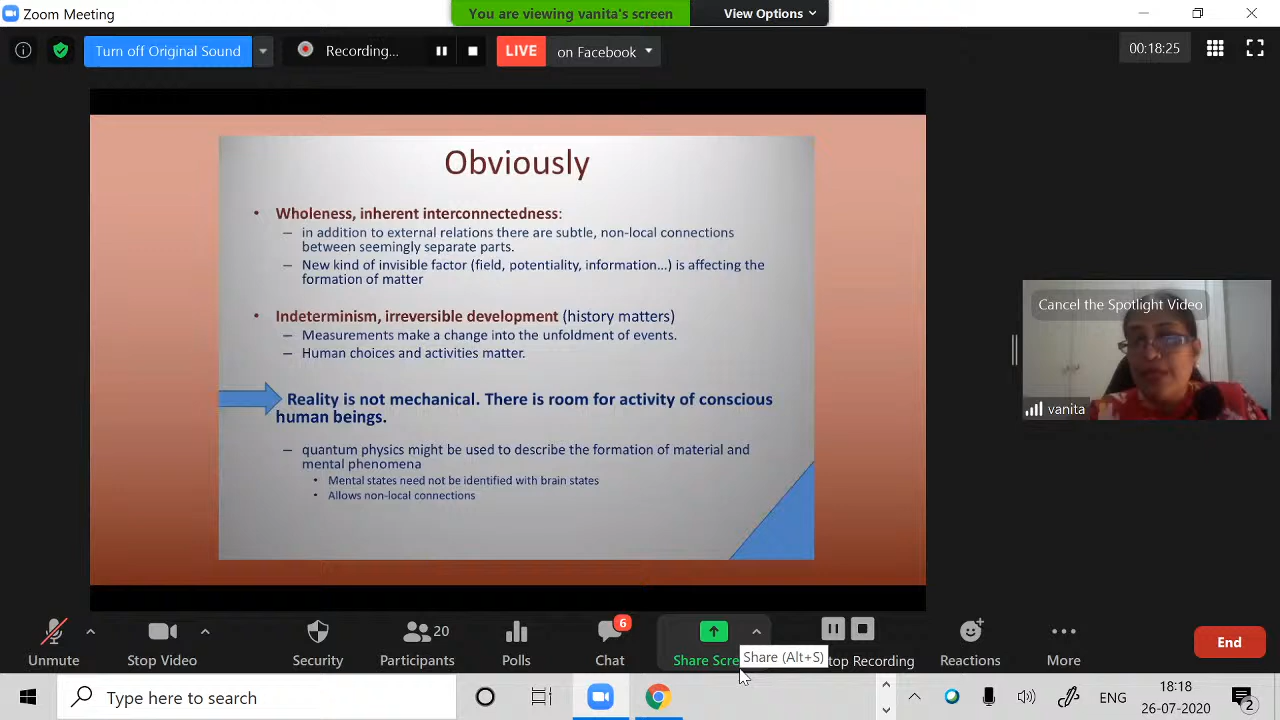 Zoom Meeting
You are viewing vanita's screen
View Options
Turn off Original Sound
Recording...
LIVE
on Facebook
00:18:25
Obviously
• Wholeness, inherent interconnectedness:
– in addition to external relations there are subtle, non-local connections
between seemingly separate parts.
– New kind of invisible factor (field, potentiality, information...) is affecting the
formation of matter
• Indeterminism, irreversible development (history matters)
– Measurements make a change into the unfoldment of events.
– Human choices and activities matter.
Reality is not mechanical. There is room for activity of conscious
human beings.
– quantum physics might be used to describe the formation of material and
mental phenomena
• Mental states need not be identified with brain states
• Allows non-local connections
Cancel the Spotlight Video
vanita
Unmute
Stop Video
Security
20
Participants
Polls
6
Chat
Share Scre
Share (Alt+S)
top Recording
Reactions
More
End
Type here to search
ENG
18:18
26-07-2020
2